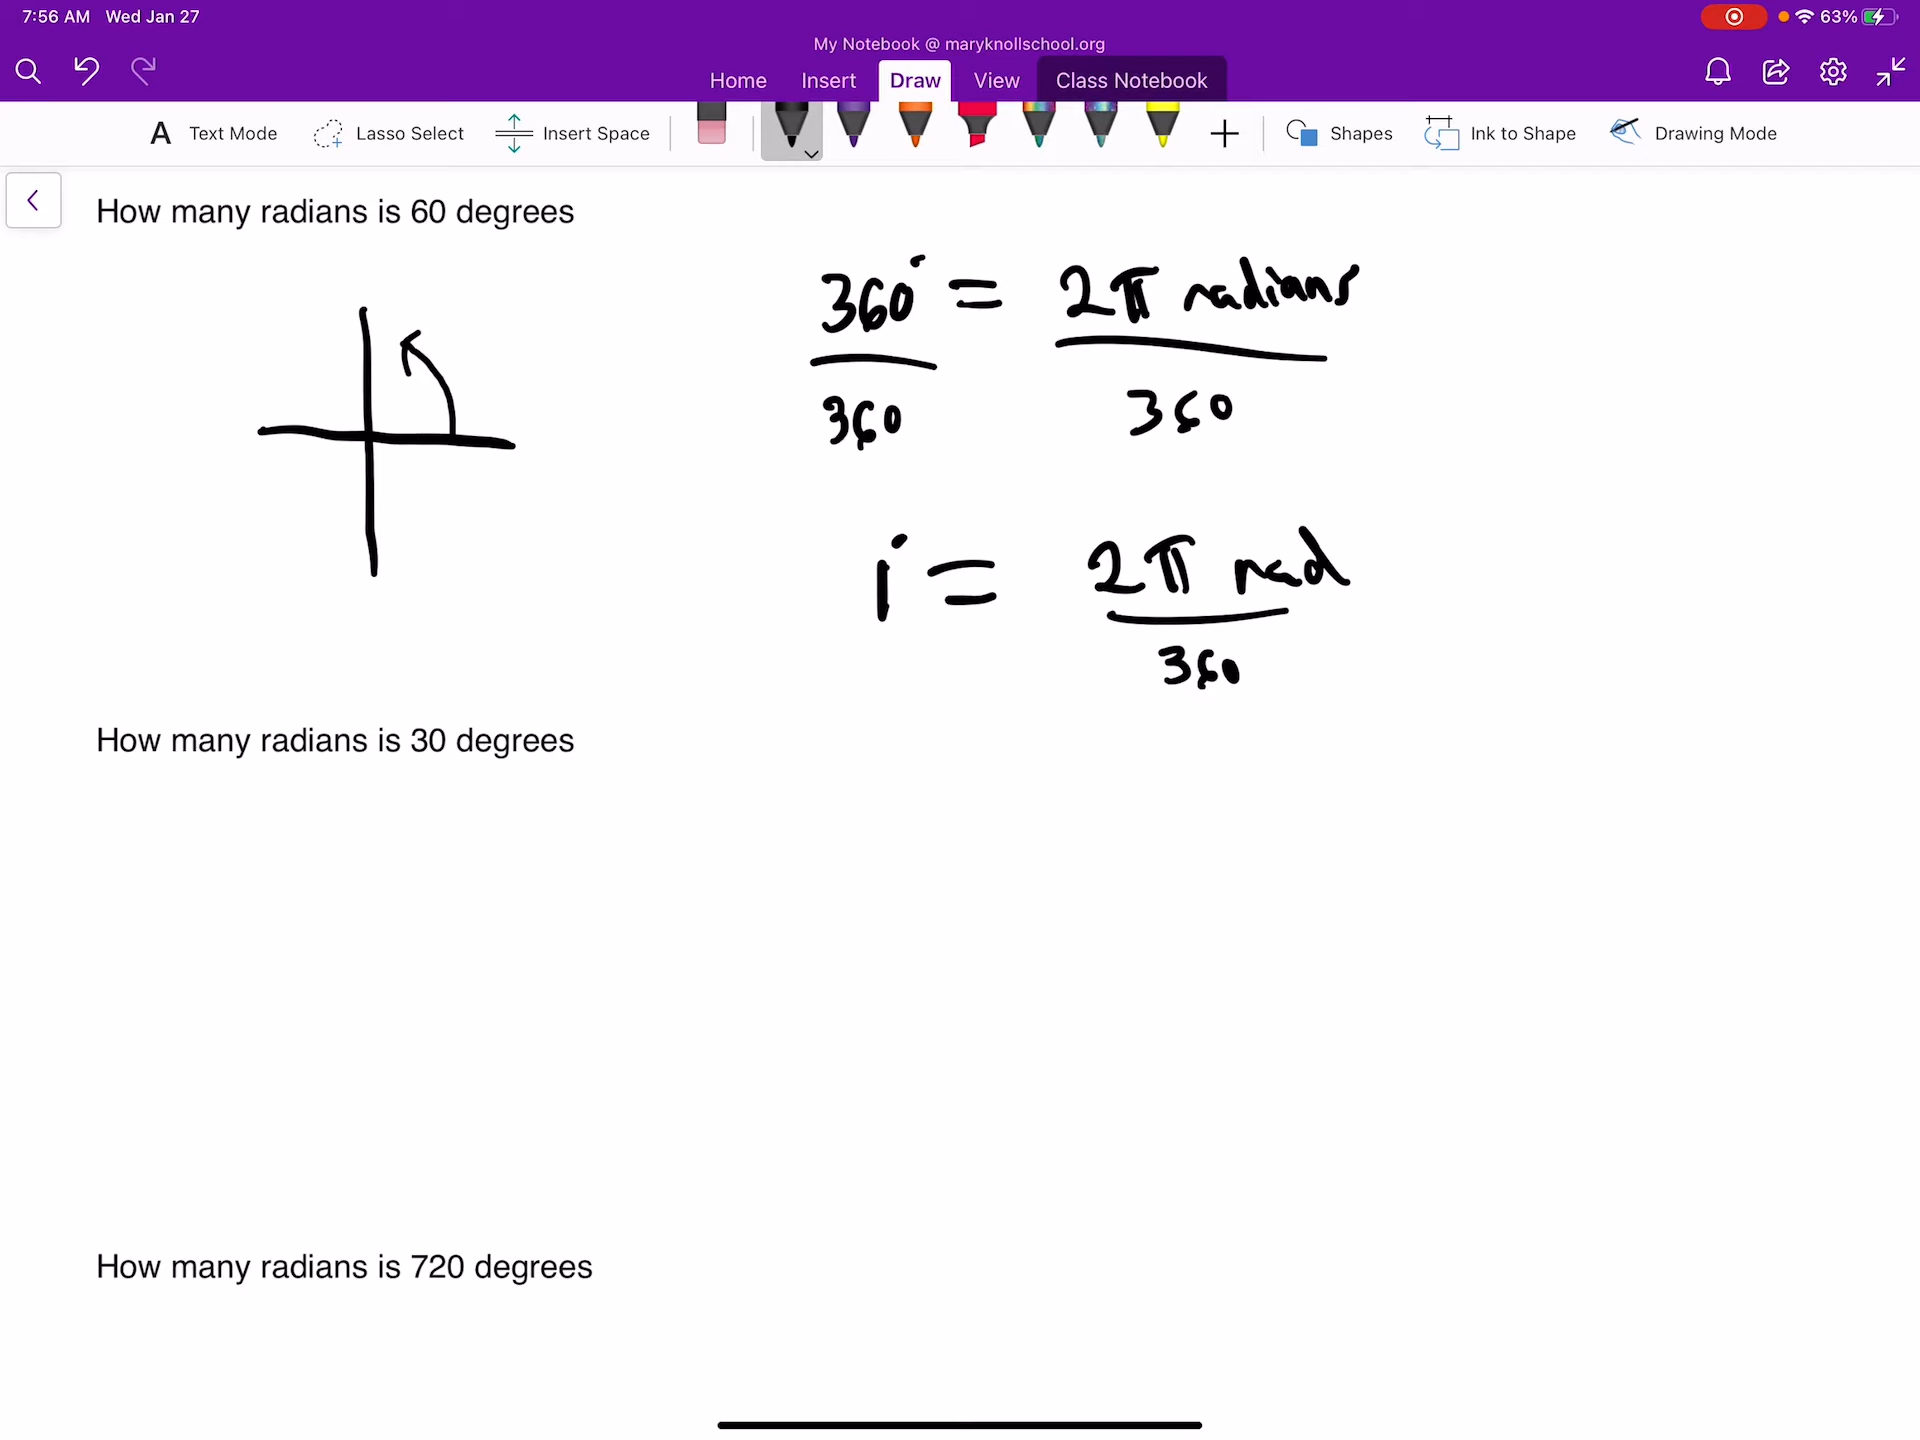 7:56 AM Wed Jan 27
63%
My Notebook @ maryknollschool.org
Home Insert Draw View Class Notebook
A Text Mode Lasso Select Insert Space Shapes Ink to Shape Drawing Mode
How many radians is 60 degrees
360° = 2π radians
360 360
1° = 2π rad
360
How many radians is 30 degrees
How many radians is 720 degrees